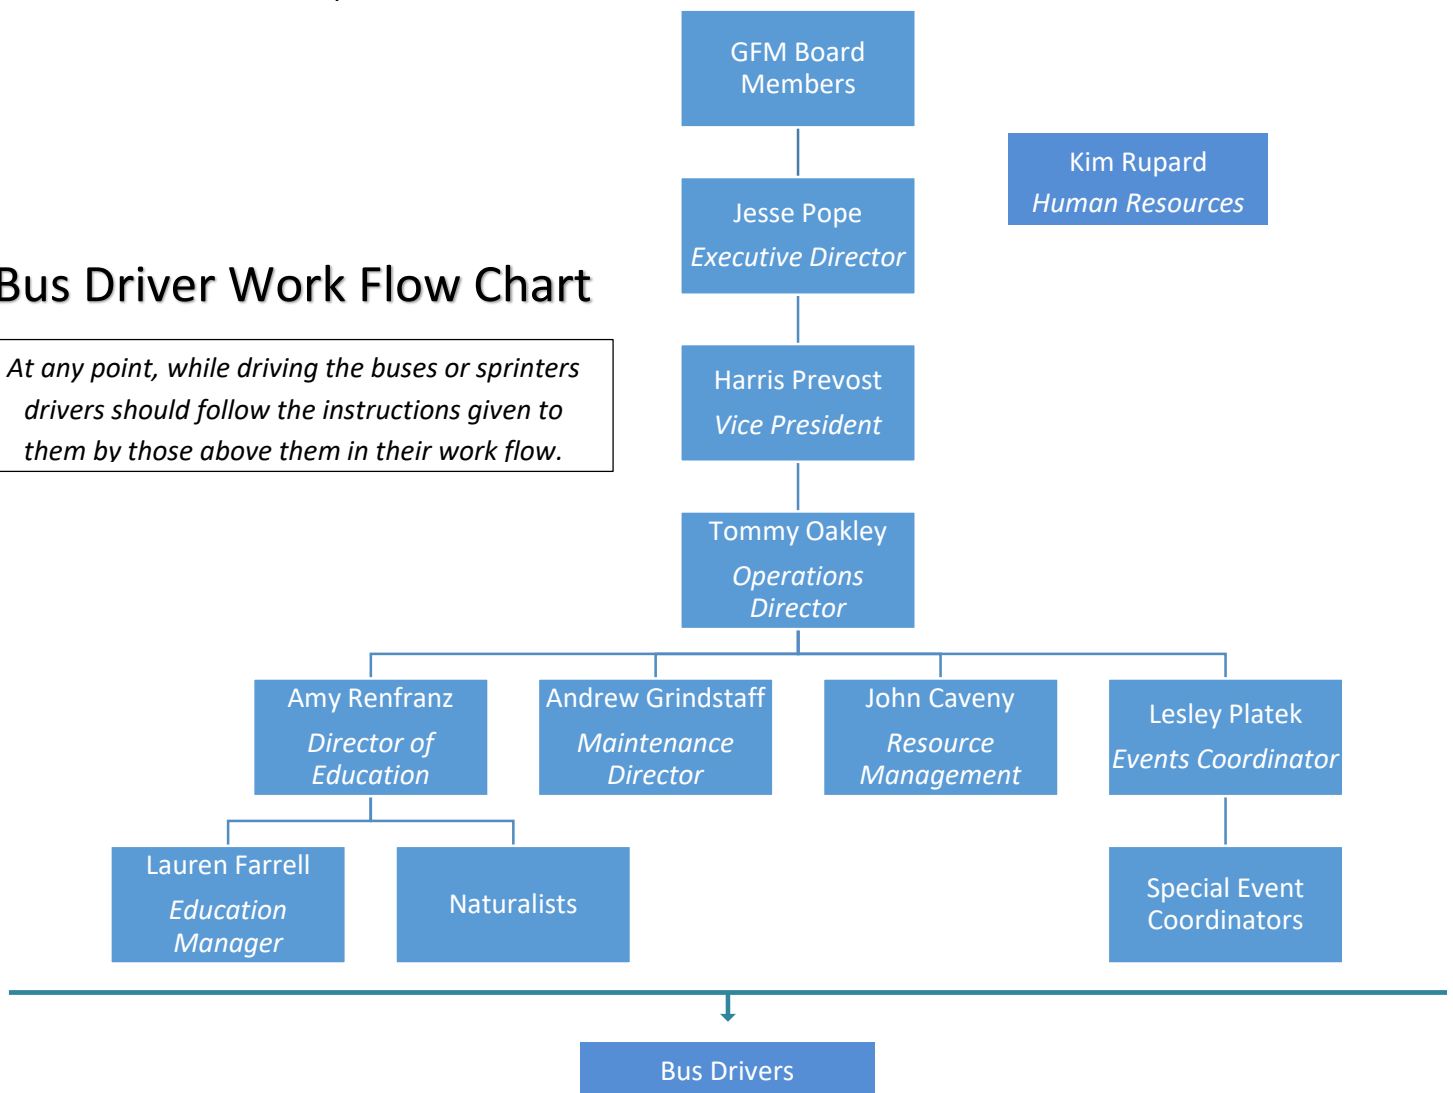 GFM Board
Members
Kim Rupard
Human Resources
Jesse Pope
Executive Director
Bus Driver Work Flow Chart
At any point, while driving the buses or sprinters
drivers should follow the instructions given to
them by those above them in their work flow.
Harris Prevost
Vice President
Tommy Oakley
Operations
Director
Amy Renfranz
Director of
Education
Andrew Grindstaff
Maintenance
Director
John Caveny
Resource
Management
Lesley Platek
Events Coordinator
Lauren Farrell
Education
Manager
Naturalists
Special Event
Coordinators
Bus Drivers